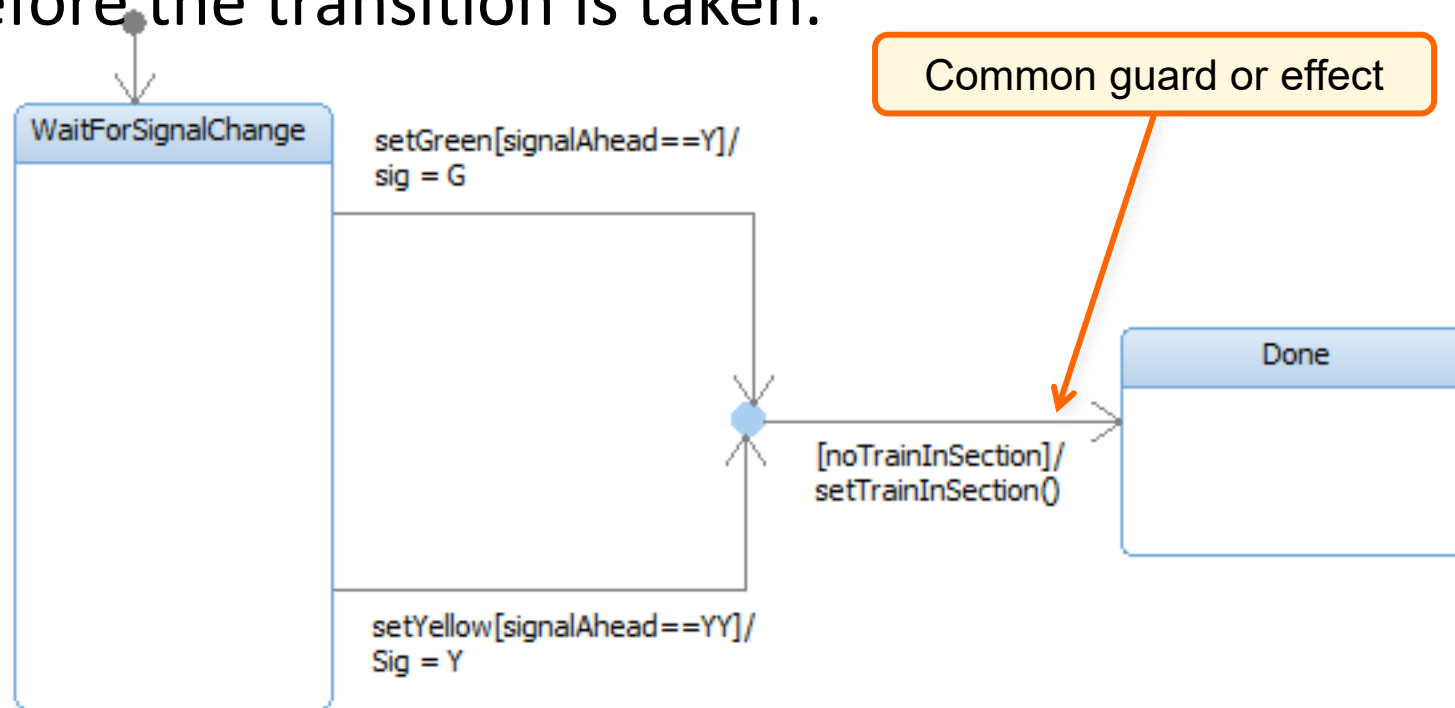 efore the transition is taken.
Common guard or effect
WaitForSignalChange
setGreen[signalAhead==Y]/
sig = G
Done
[noTrainInSection]/
setTrainInSection()
setYellow[signalAhead==YY]/
Sig = Y